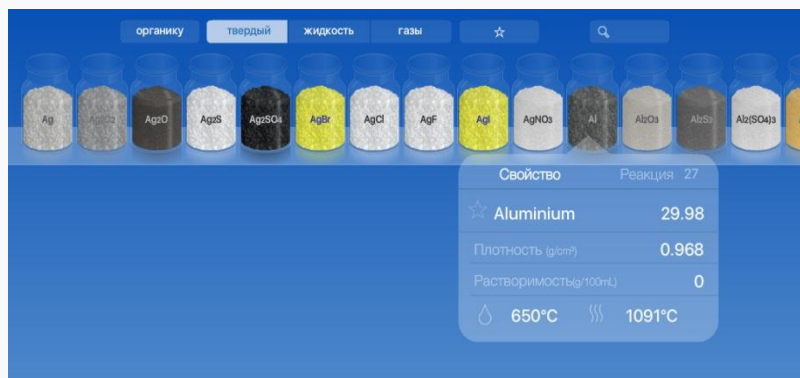 органику твердый жидкость газы
Ag Ag2O Ag2S Ag2SO4 AgBr AgCl AgF AgI AgNO3 Al Al2O3 Al2S3 Al2(SO4)3
Свойство Реакция 27
Aluminium 29.98
Плотность (g/cm³) 0.968
Растворимость(g/100mL) 0
650°C 1091°C